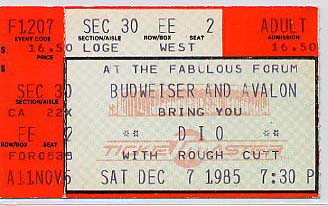 F1207 SEC 30 EE 2 ADULT
EVENT CODE SECTION/AISLE ROW/BOX SEAT ADMISSION
$ 16.50 LOGE WEST 16.50
AT THE FABULOUS FORUM
SEC 30 BUDWEISER AND AVALON
SECTION/AISLE
CA 22X BRING YOU
EE 2 ** DIO **
ROW/BOX SEAT
FOR0538 WITH ROUGH CUTT
TICKETMASTER
A11NOV5 SAT DEC 7 1985 7:30 P